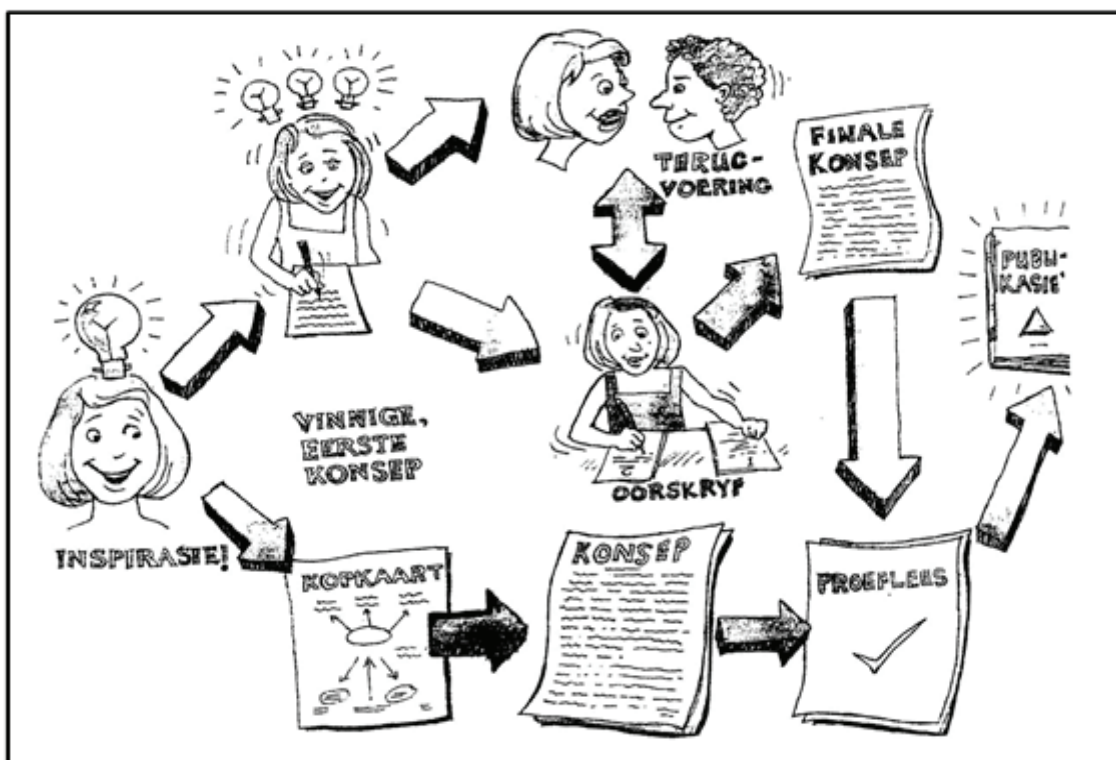 TERUG-
VOERING
FINALE
KONSEP
PUBLI-
KASIE
VINNIGE,
EERSTE
KONSEP
OORSKRYF
INSPIRASIE!
KOPKAART
KONSEP
PROEFLEES